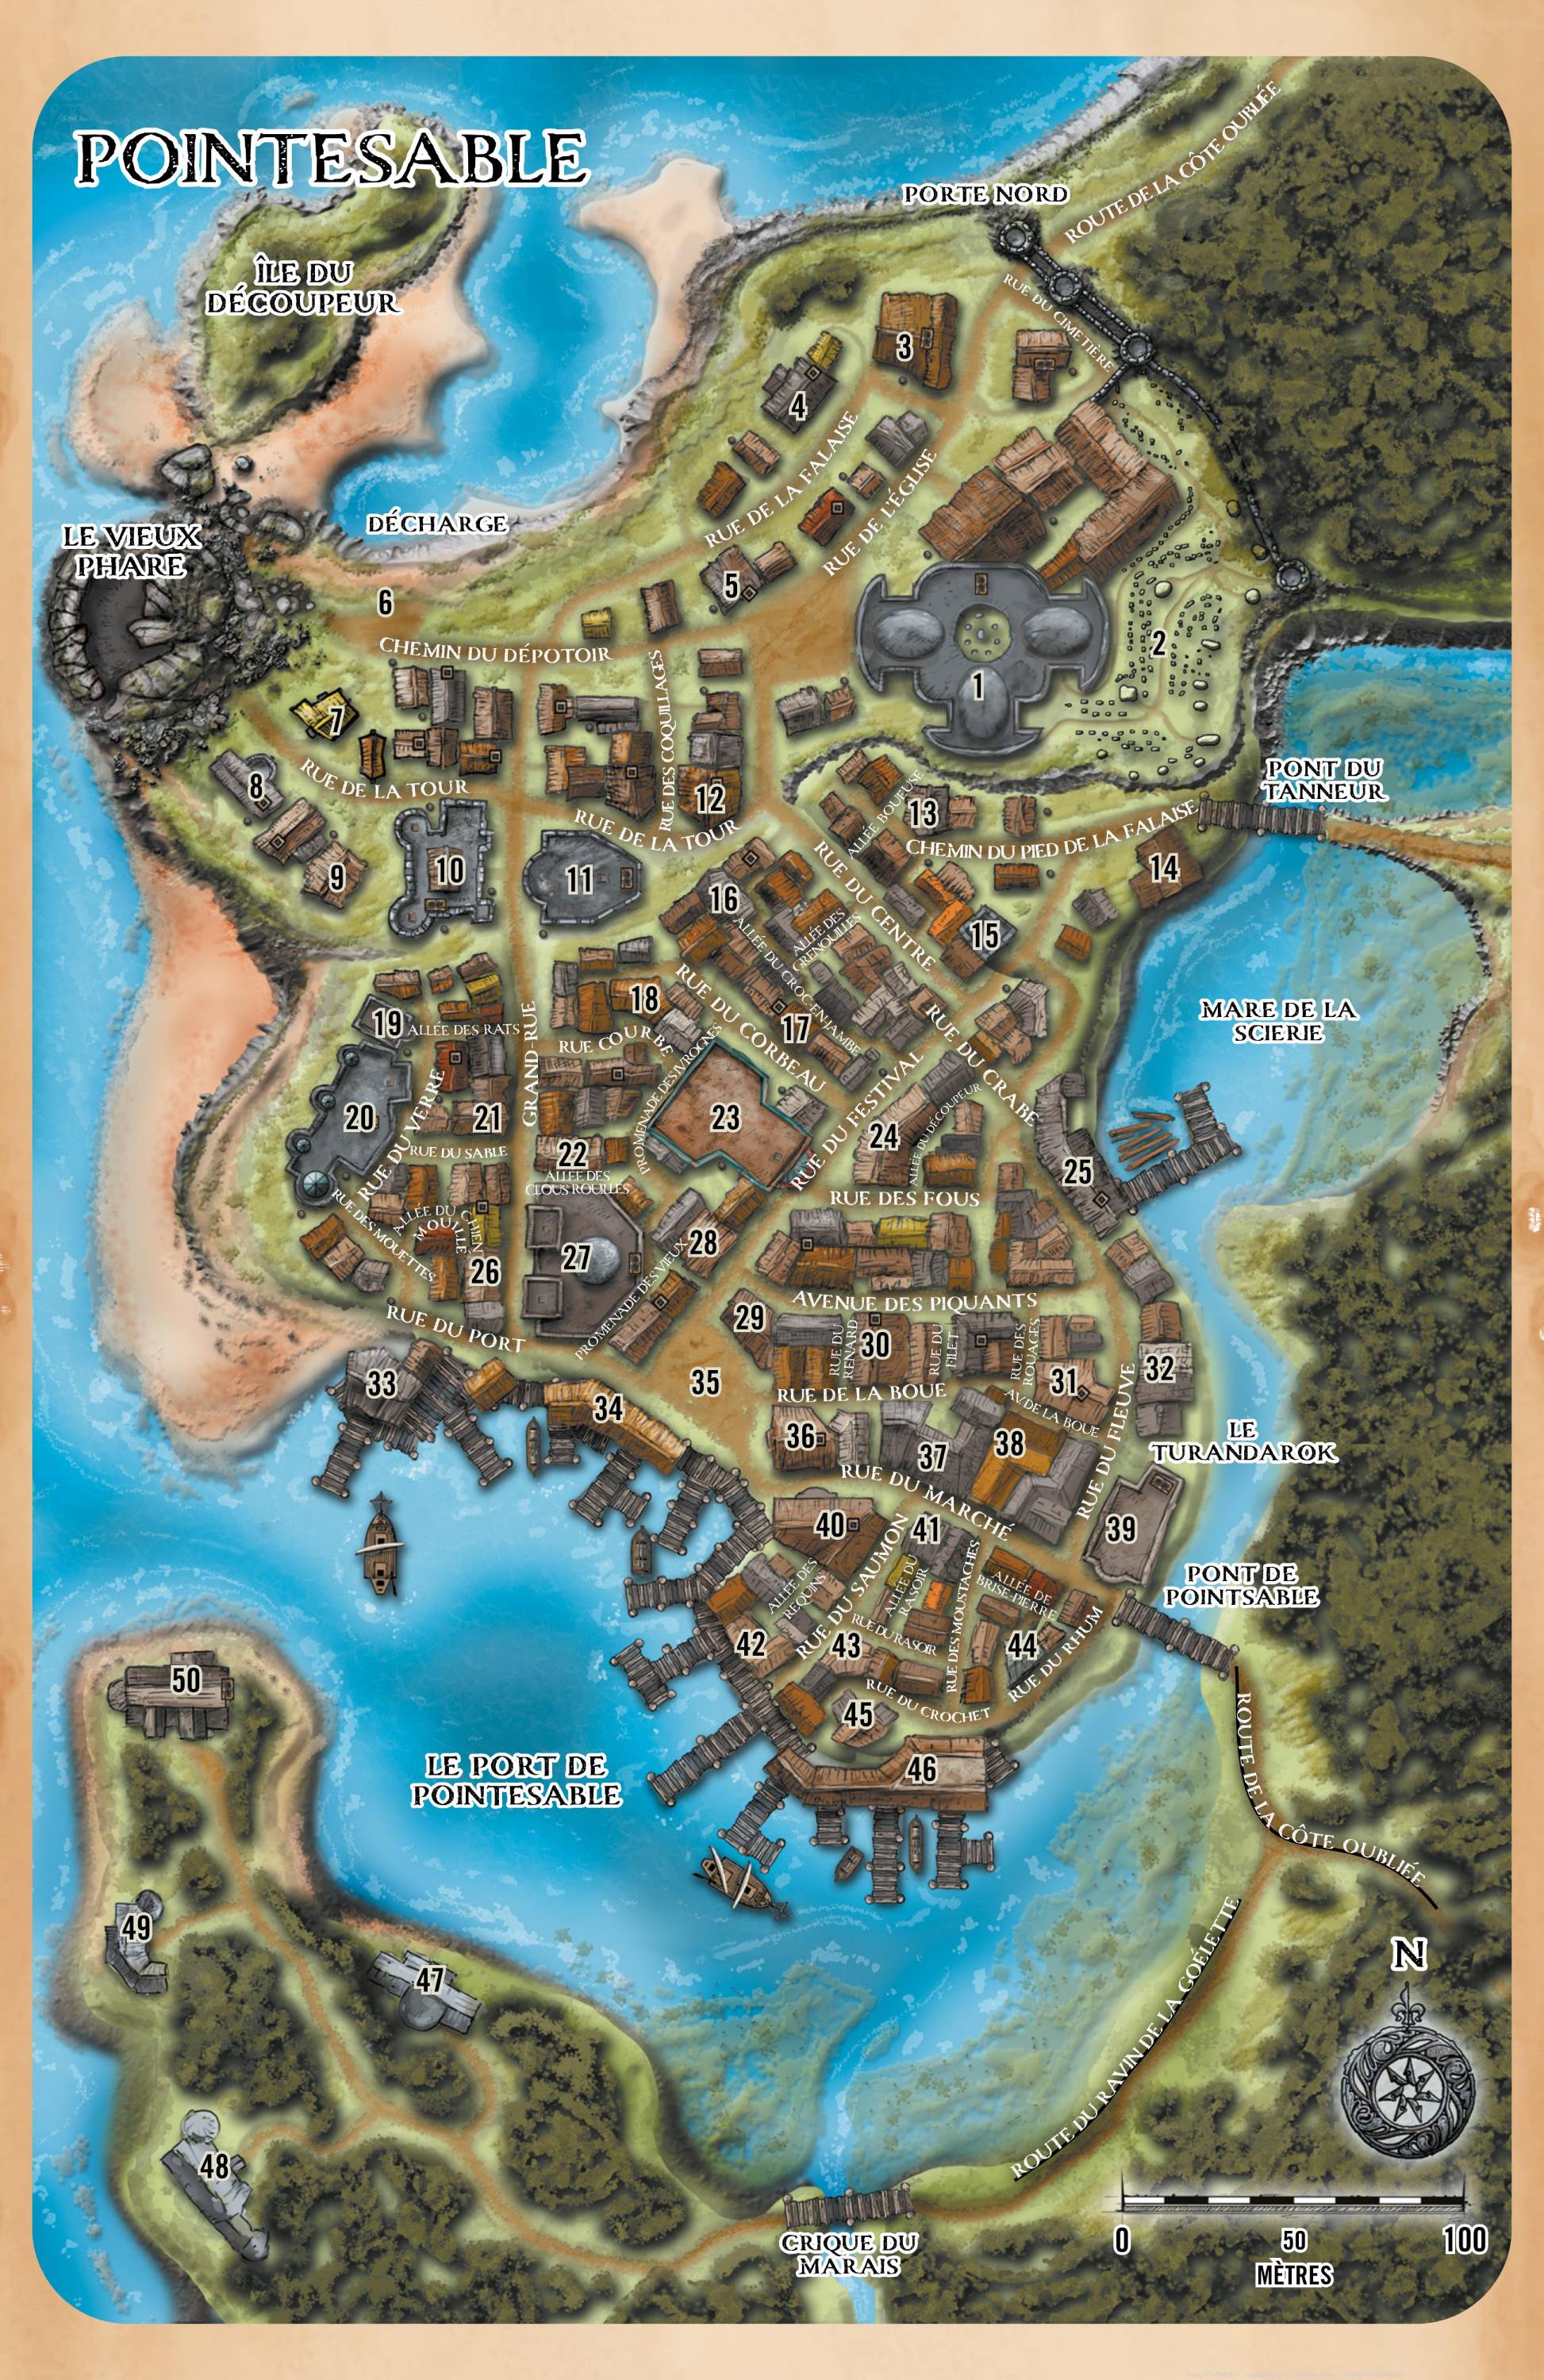 POINTESABLE
PORTE NORD
ROUTE DE LA CÔTE OUBLIÉE
ÎLE DU
DÉCOUPEUR
RUE DU CIMETIÈRE
3
4
RUE DE LA FALAISE
RUE DE L'ÉGLISE
LE VIEUX
PHARE
DÉCHARGE
5
6
CHEMIN DU DÉPOTOIR
2
1
7
RUE DES COQUILLAGES
8
RUE DE LA TOUR
12
RUE DE LA TOUR
13
ALLÉE BOUEUSE
PONT DU
TANNEUR
CHEMIN DU PIED DE LA FALAISE
9
10
11
14
16
RUE DU CENTRE
ALLÉE DES
GRENOUILLES
ALLÉE DU CROC-EN-JAMBE
15
MARE DE LA
SCIERIE
18
RUE DU CORBEAU
17
19
ALLÉE DES RATS
GRAND-RUE
RUE COURBE
RUE DU CRABE
20
RUE DU VERRE
21
RUE DU SABLE
22
ALLÉE DES
CLOUS ROUILLÉS
PROMENADE DES IVROGNES
23
RUE DU FESTIVAL
24
ALLÉE DU DÉCOUPEUR
25
RUE DES FOUS
RUE DES MOUETTES
ALLÉE DU CHIEN
MOUILLÉ
26
27
28
PROMENADE DES VIEUX
AVENUE DES PIQUANTS
29
RUE DU
RENARD
30
RUE DU
FILET
RUE DES
ROUAGES
31
32
RUE DU PORT
33
34
35
RUE DE LA BOUE
AV. DE LA BOUE
36
37
38
RUE DU FLEUVE
LE
TURANDAROK
RUE DU MARCHÉ
39
40
41
RUE DU SAUMON
ALLÉE DES
REQUINS
ALLÉE DU
RASOIR
RUE DES MOUSTACHES
ALLÉE DE
BRISE-PIERRE
PONT DE
POINTSABLE
42
43
RUE DU RASOIR
44
RUE DU RHUM
RUE DU CROCHET
45
46
50
LE PORT DE
POINTESABLE
ROUTE DE LA CÔTE OUBLIÉE
49
47
ROUTE DU RAVIN DE LA GOÉLETTE
N
48
CRIQUE DU
MARAIS
0 50 100
MÈTRES